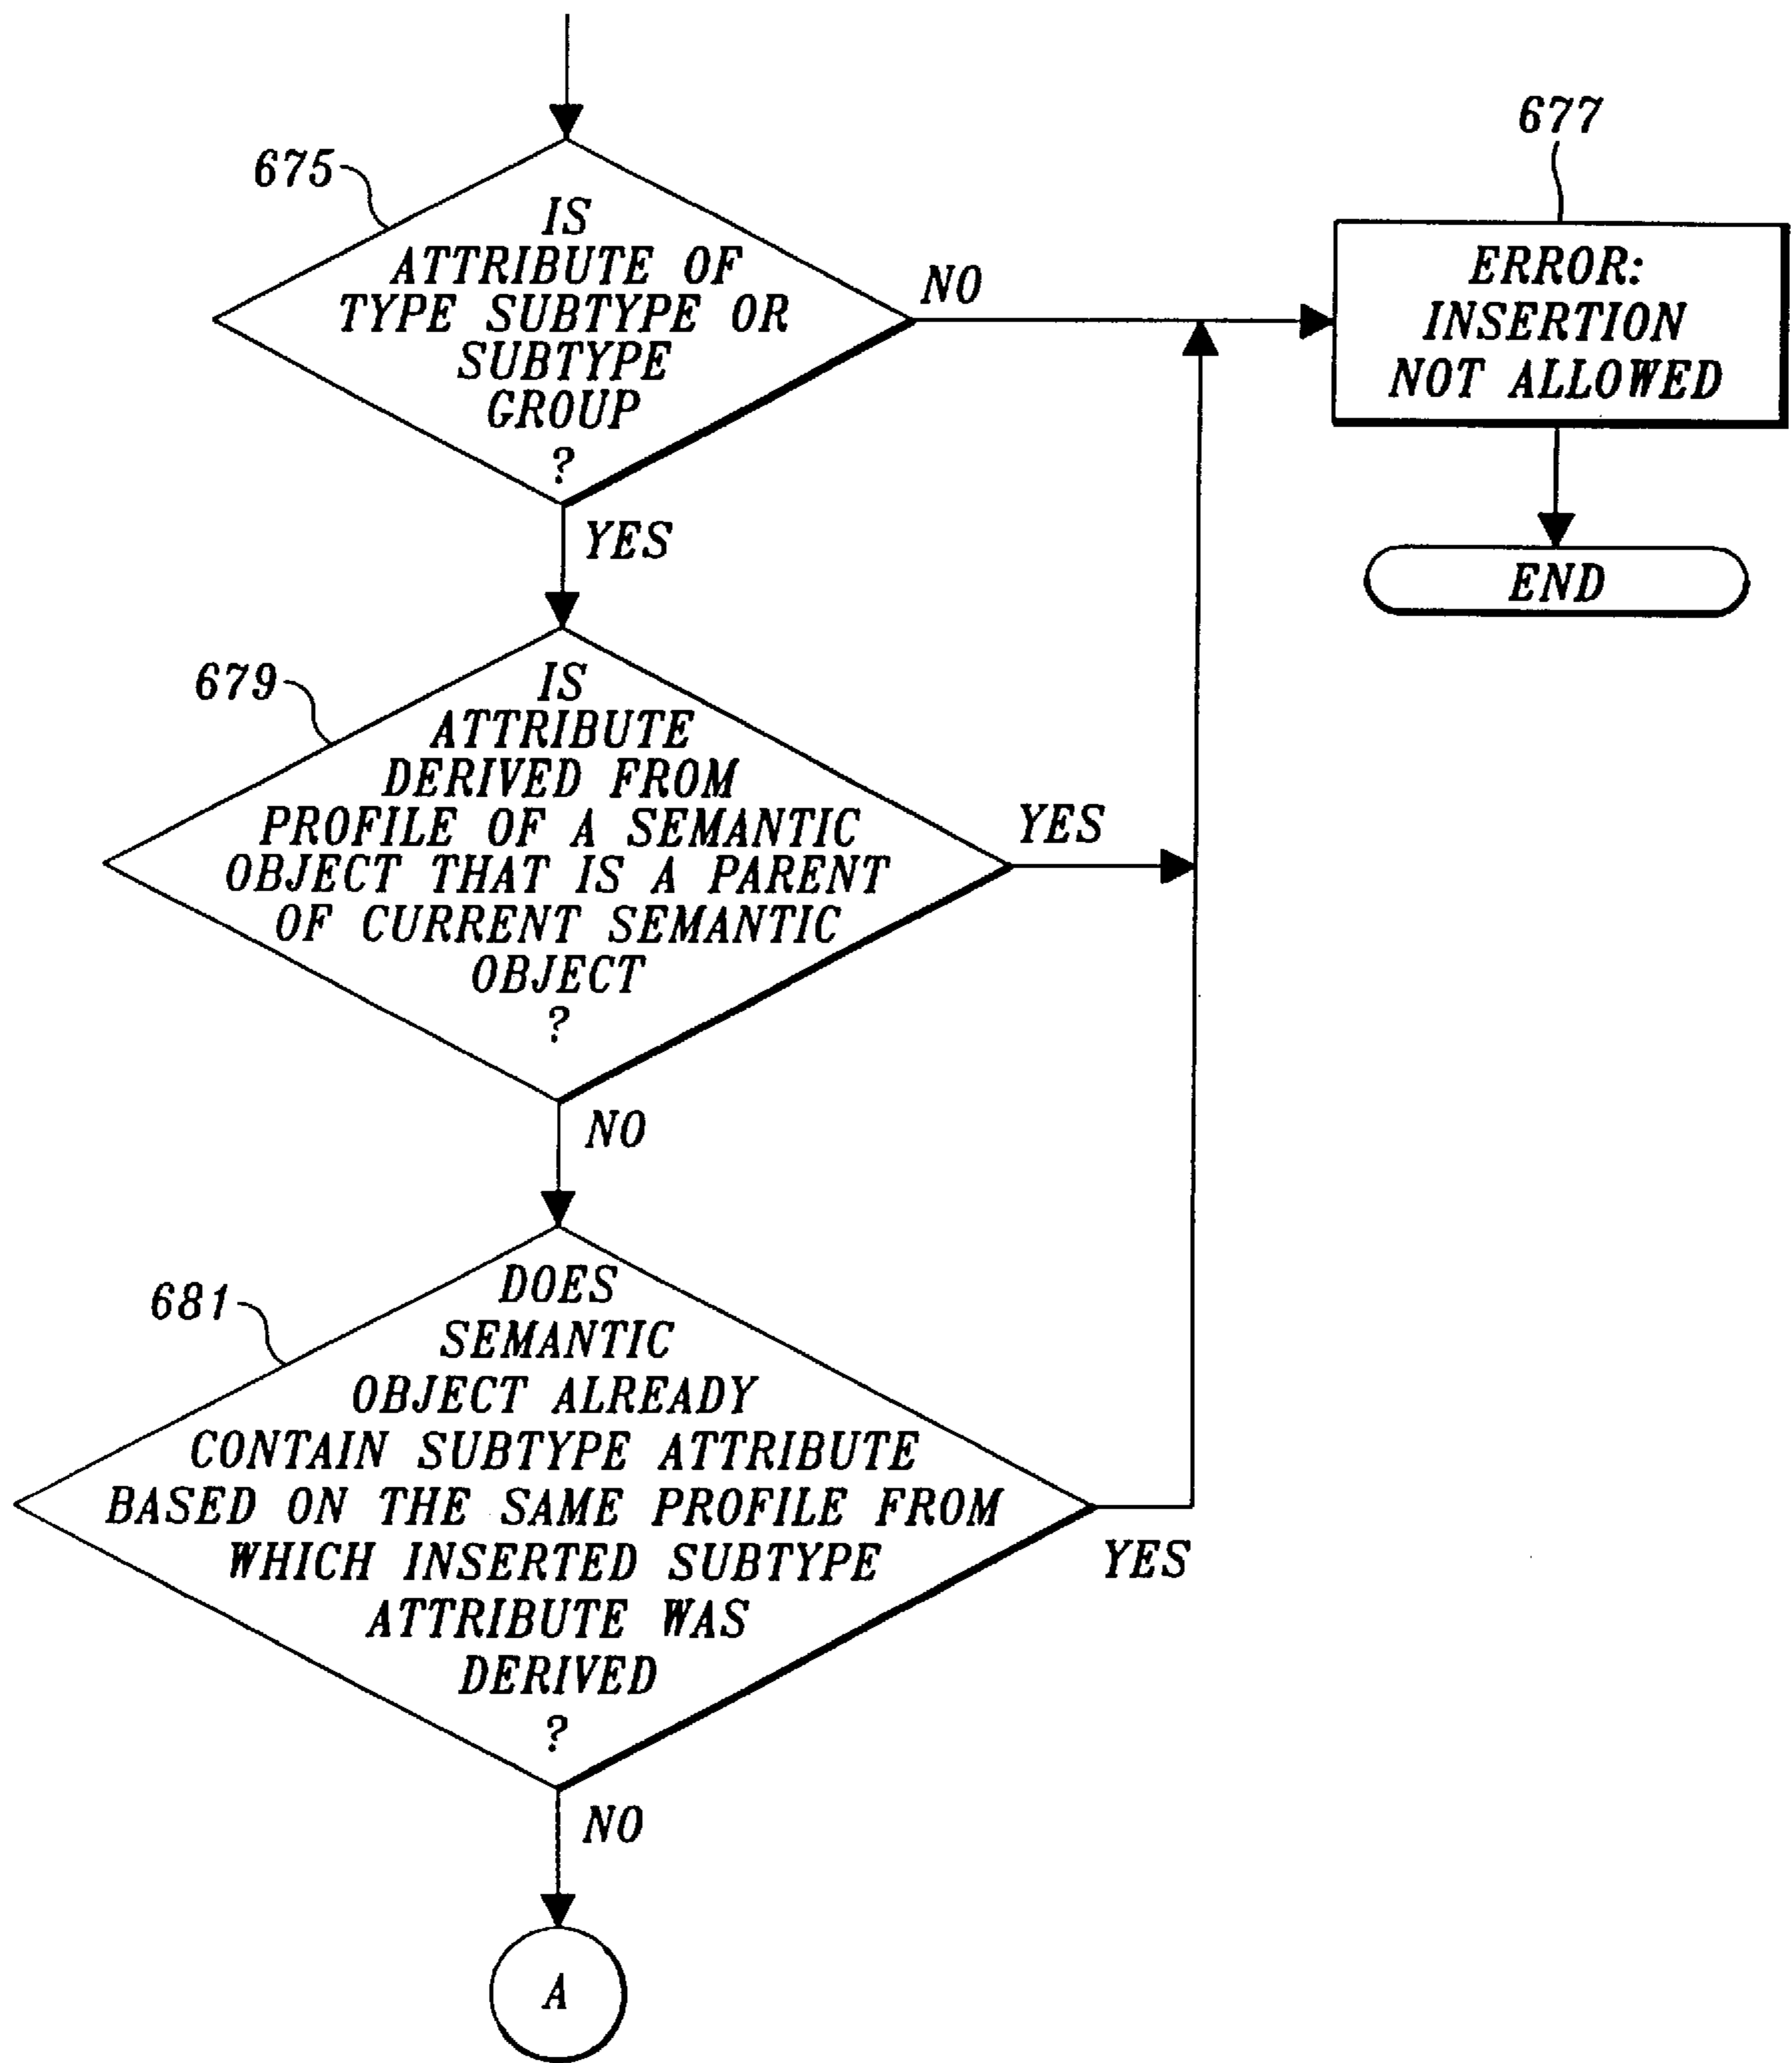 675
IS
ATTRIBUTE OF
TYPE SUBTYPE OR
SUBTYPE
GROUP
?
NO
YES
677
ERROR:
INSERTION
NOT ALLOWED
END
679
IS
ATTRIBUTE
DERIVED FROM
PROFILE OF A SEMANTIC
OBJECT THAT IS A PARENT
OF CURRENT SEMANTIC
OBJECT
?
YES
NO
681
DOES
SEMANTIC
OBJECT ALREADY
CONTAIN SUBTYPE ATTRIBUTE
BASED ON THE SAME PROFILE FROM
WHICH INSERTED SUBTYPE
ATTRIBUTE WAS
DERIVED
?
YES
NO
A